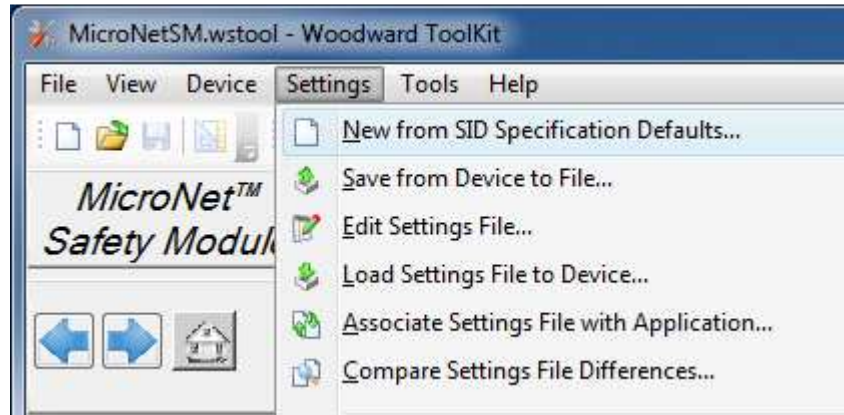 MicroNetSM.wstool - Woodward ToolKit
File View Device Settings Tools Help
New from SID Specification Defaults...
Save from Device to File...
MicroNet™
Safety Modul
Edit Settings File...
Load Settings File to Device...
Associate Settings File with Application...
Compare Settings File Differences...